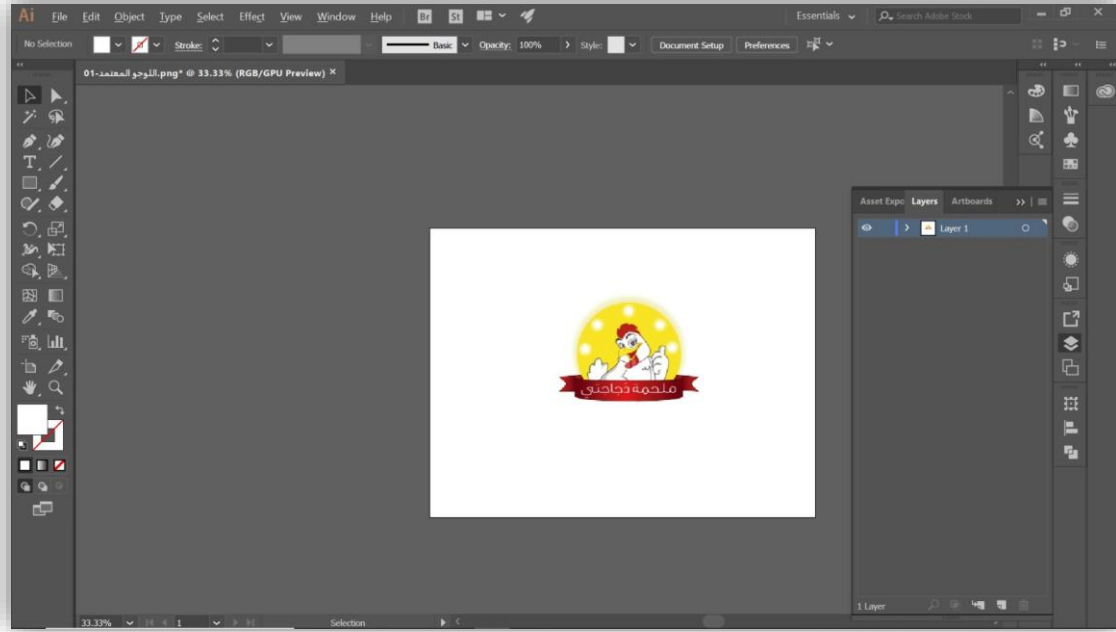 Ai File Edit Object Type Select Effect View Window Help Br St Essentials Search Adobe Stock
No Selection Stroke: Basic Opacity: 100% Style: Document Setup Preferences
01-اللوجو المعتمد.png* @ 33.33% (RGB/GPU Preview) ×
Asset Expo Layers Artboards
Layer 1
ملحمة دجاجتي
1 Layer
33.33% 1 Selection